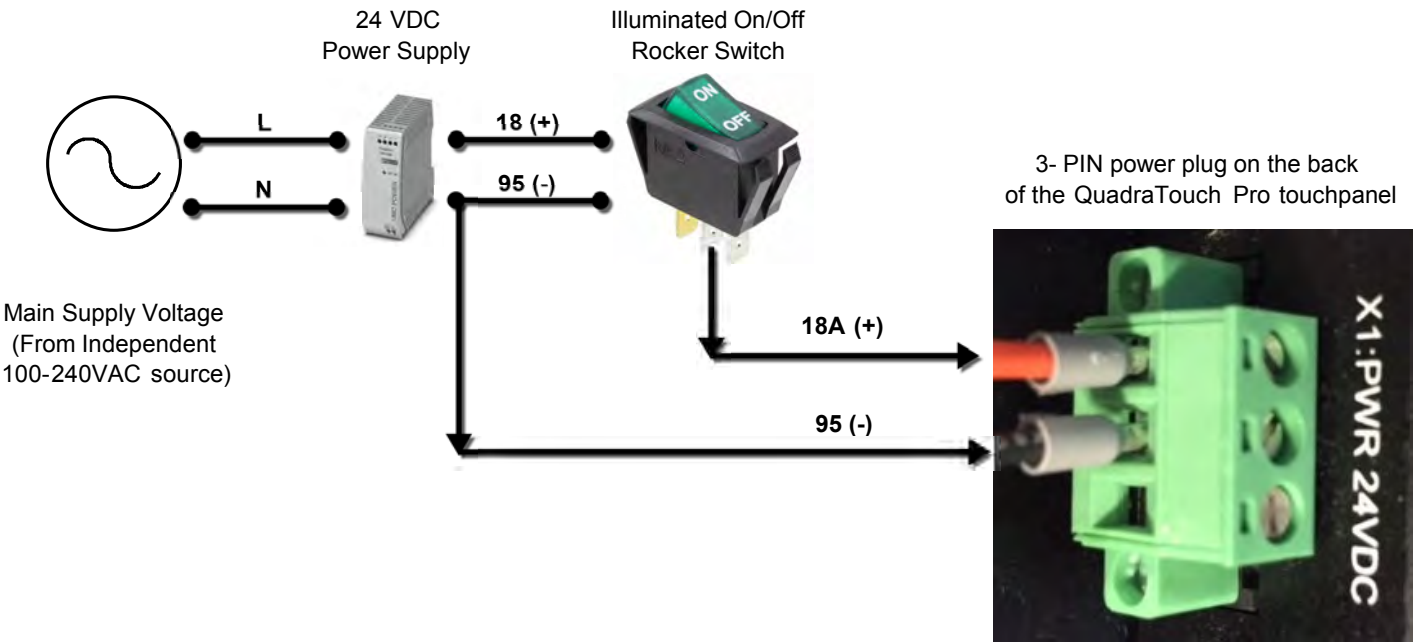 24 VDC
Power Supply
Illuminated On/Off
Rocker Switch
L
N
18 (+)
95 (-)
ON
OFF
3- PIN power plug on the back
of the QuadraTouch Pro touchpanel
Main Supply Voltage
(From Independent
100-240VAC source)
18A (+)
95 (-)
X1:PWR 24VDC